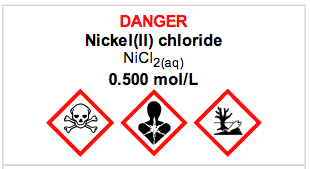 DANGER
Nickel(II) chloride
NiCl2(aq)
0.500 mol/L